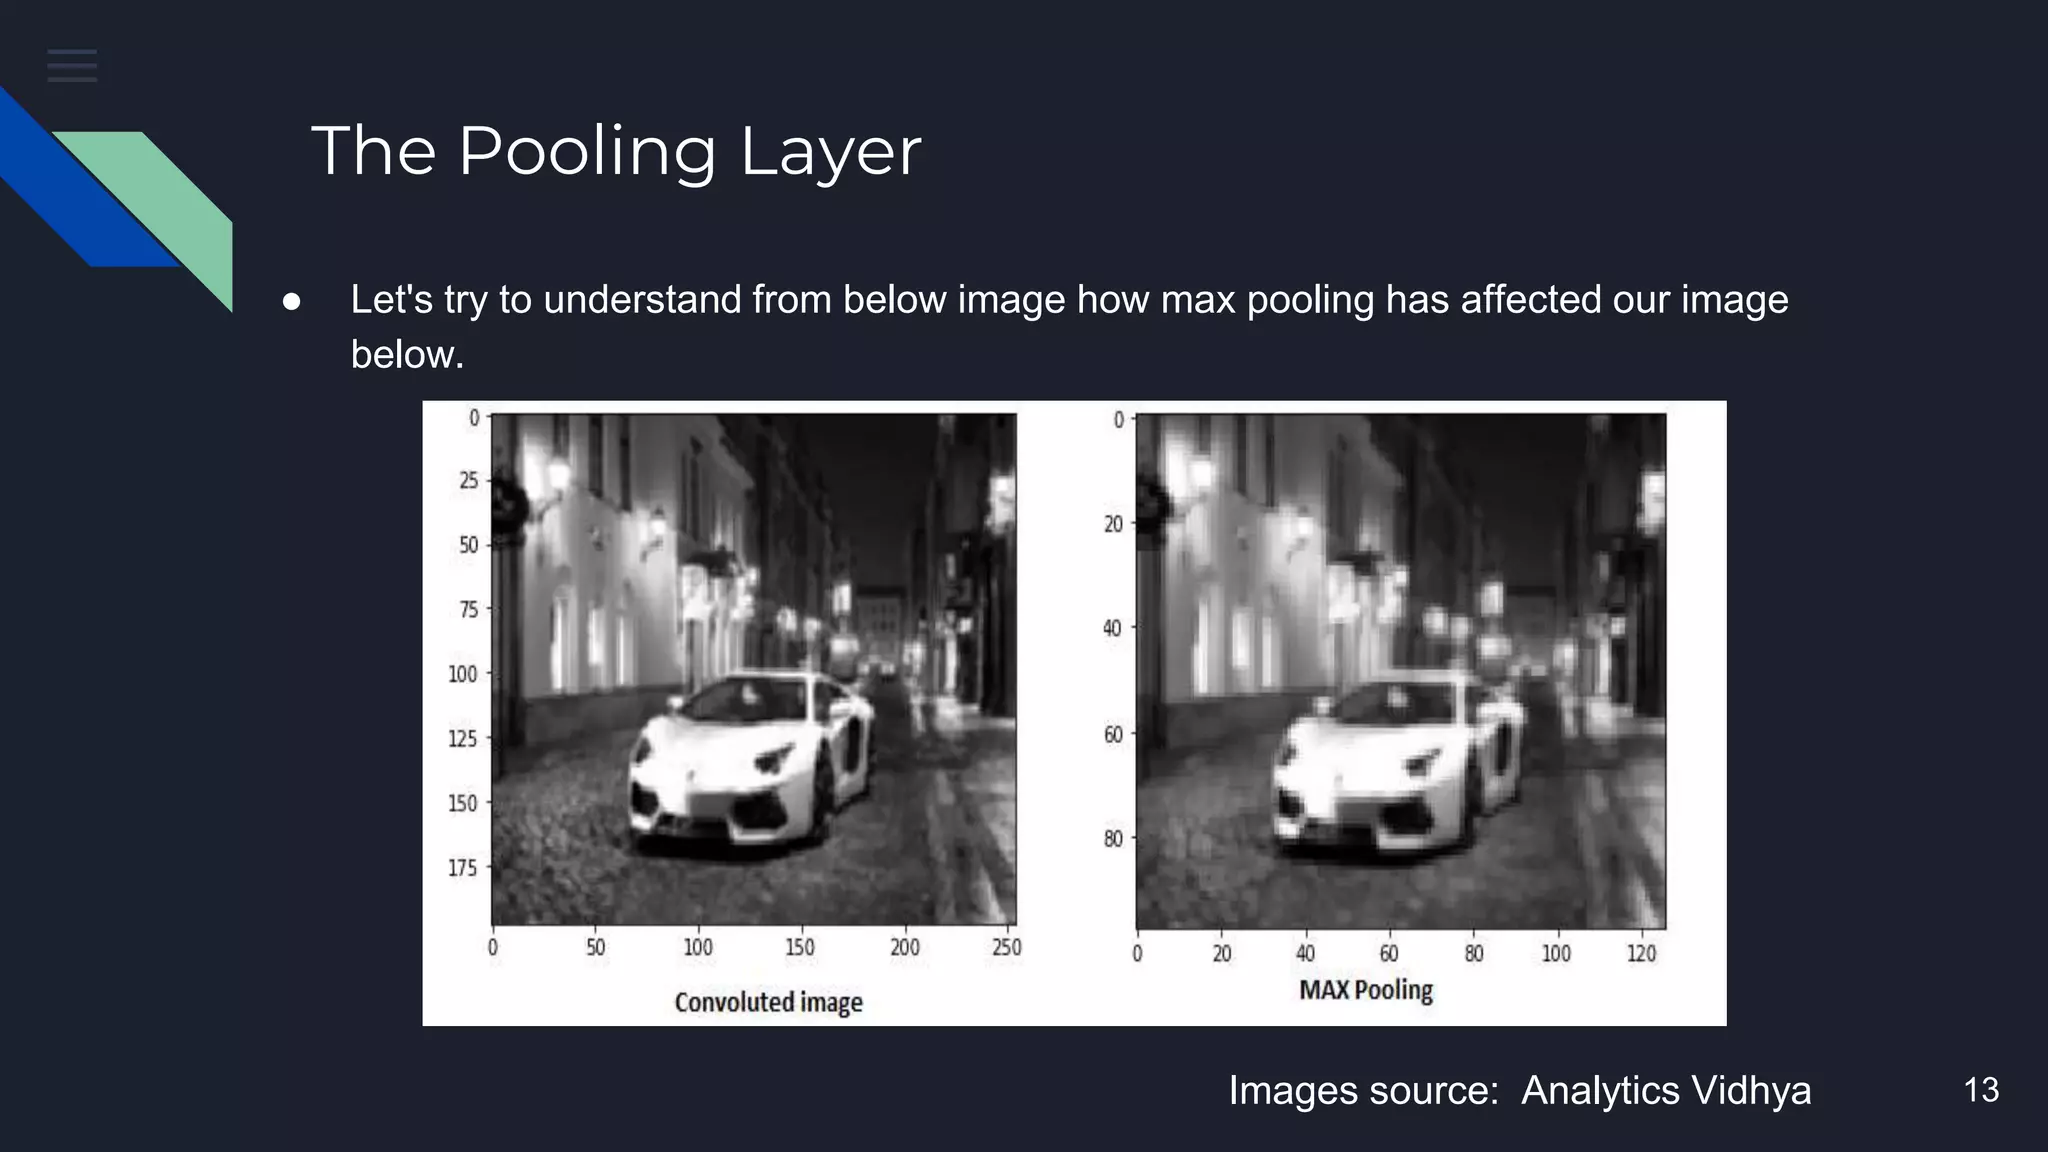 The Pooling Layer
● Let's try to understand from below image how max pooling has affected our image
below.
0
25
50
75
100
125
150
175
0 50 100 150 200 250
Convoluted image
0
20
40
60
80
0 20 40 60 80 100 120
MAX Pooling
Images source: Analytics Vidhya
13